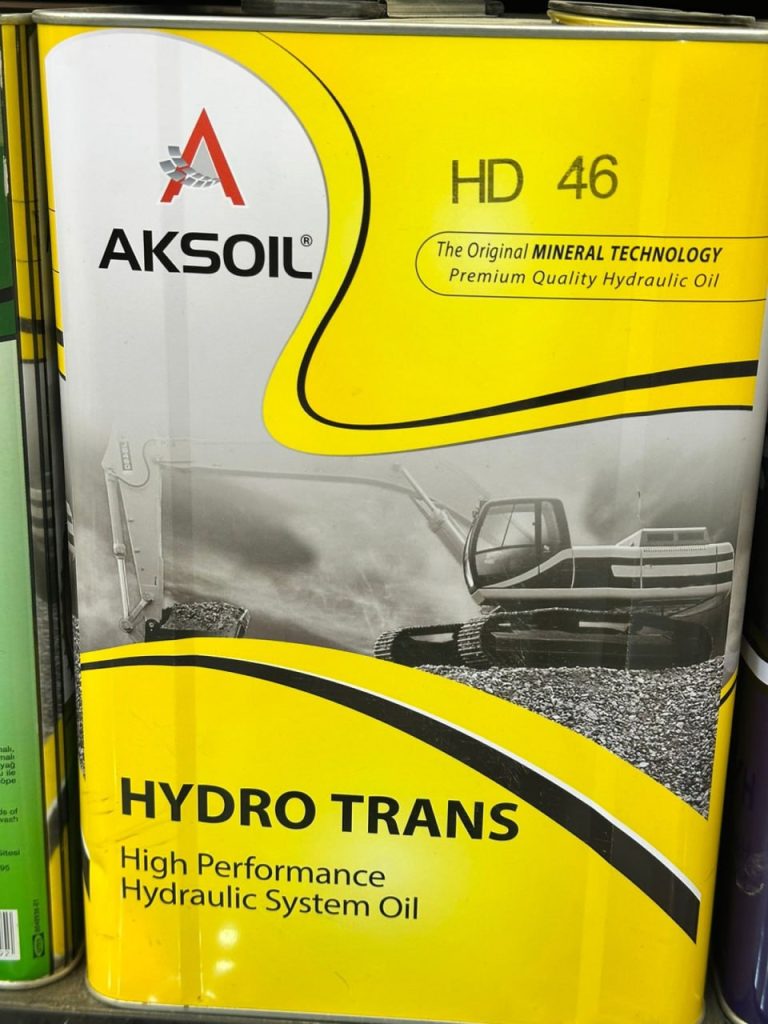 AKSOIL®
HD 46
The Original MINERAL TECHNOLOGY
Premium Quality Hydraulic Oil
HYDRO TRANS
High Performance
Hydraulic System Oil